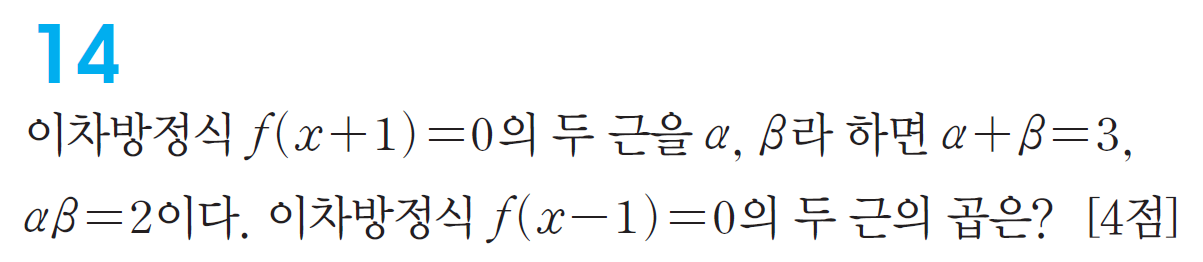 14
이차방정식 f(x+1)=0의 두 근을 α, β라 하면 α+β=3,
αβ=2이다. 이차방정식 f(x-1)=0의 두 근의 곱은? [4점]